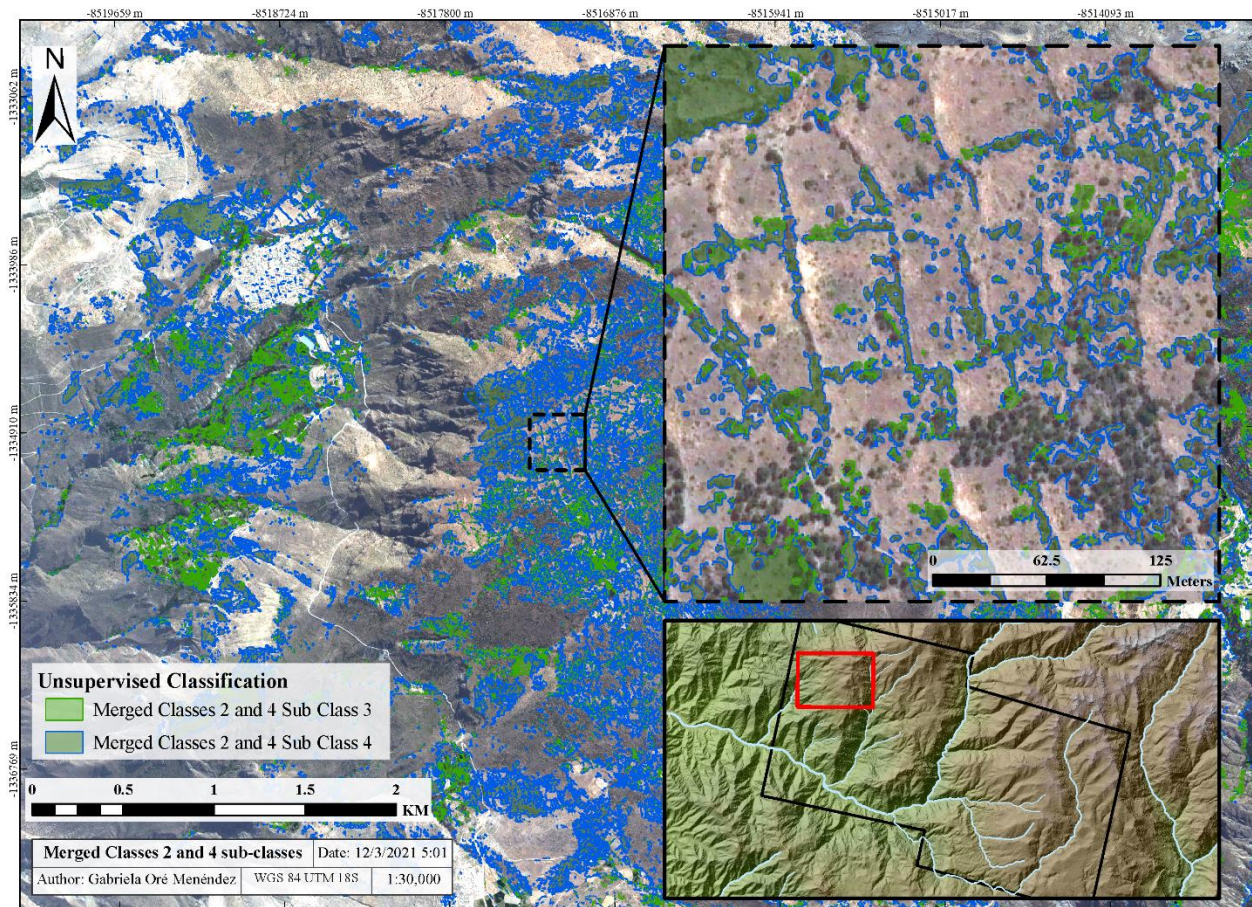 -8519659 m
-8518724 m
-8517800 m
-8516876 m
-8515941 m
-8515017 m
-8514093 m
N
-1333062 m
-1333986 m
-1334910 m
-1335834 m
-1336769 m
0 62.5 125
Meters
Unsupervised Classification
Merged Classes 2 and 4 Sub Class 3
Merged Classes 2 and 4 Sub Class 4
0 0.5 1 1.5 2
KM
Merged Classes 2 and 4 sub-classes Date: 12/3/2021 5:01
Author: Gabriela Oré Menéndez WGS 84 UTM 18S 1:30,000